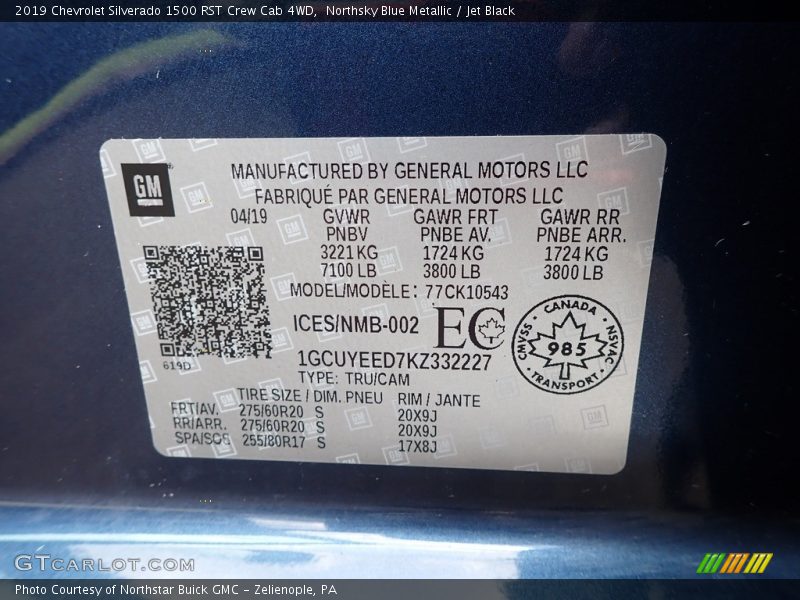 2019 Chevrolet Silverado 1500 RST Crew Cab 4WD, Northsky Blue Metallic / Jet Black
GM
MANUFACTURED BY GENERAL MOTORS LLC
FABRIQUÉ PAR GENERAL MOTORS LLC
04/19 GVWR GAWR FRT GAWR RR
PNBV PNBE AV. PNBE ARR.
3221 KG 1724 KG 1724 KG
7100 LB 3800 LB 3800 LB
MODEL/MODÈLE: 77CK10543
ICES/NMB-002 EC
CANADA
CMVSS · 985 · NSVAC
TRANSPORT
619D
1GCUYEED7KZ332227
TYPE: TRU/CAM
TIRE SIZE / DIM. PNEU RIM / JANTE
FRT/AV. 275/60R20 S 20X9J
RR/ARR. 275/60R20 S 20X9J
SPA/SGS 255/80R17 S 17X8J
GTCARLOT.COM
Photo Courtesy of Northstar Buick GMC - Zelienople, PA